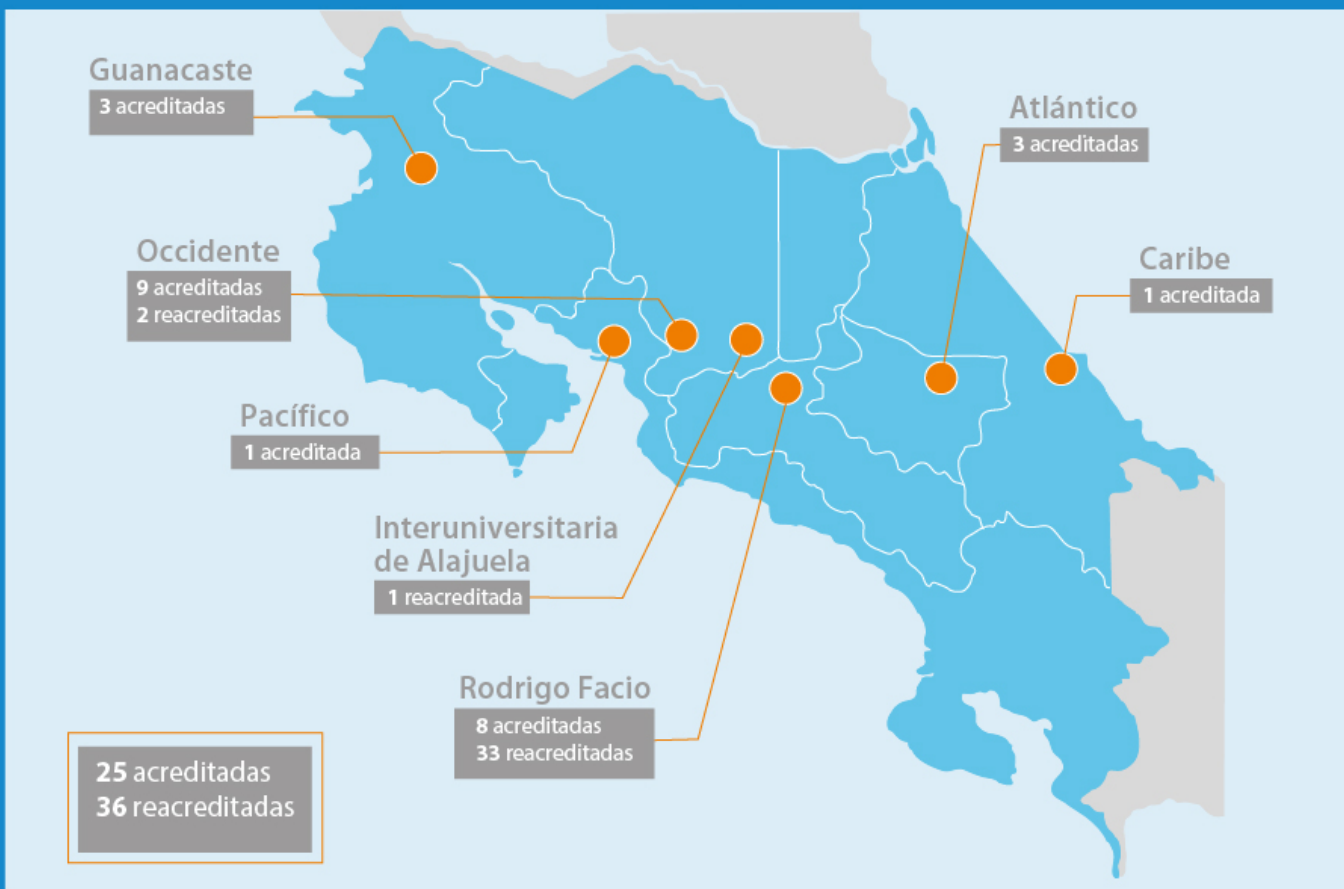 Guanacaste
3 acreditadas
Atlántico
3 acreditadas
Occidente
9 acreditadas
2 reacreditadas
Caribe
1 acreditada
Pacífico
1 acreditada
Interuniversitaria
de Alajuela
1 reacreditada
Rodrigo Facio
8 acreditadas
33 reacreditadas
25 acreditadas
36 reacreditadas